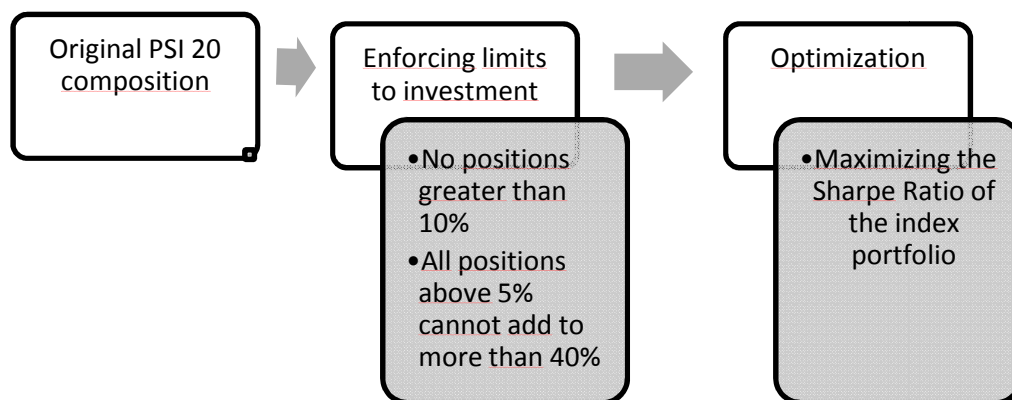 Original PSI 20
composition
Enforcing limits
to investment
•No positions
greater than
10%
•All positions
above 5%
cannot add to
more than 40%
Optimization
•Maximizing the
Sharpe Ratio of
the index
portfolio